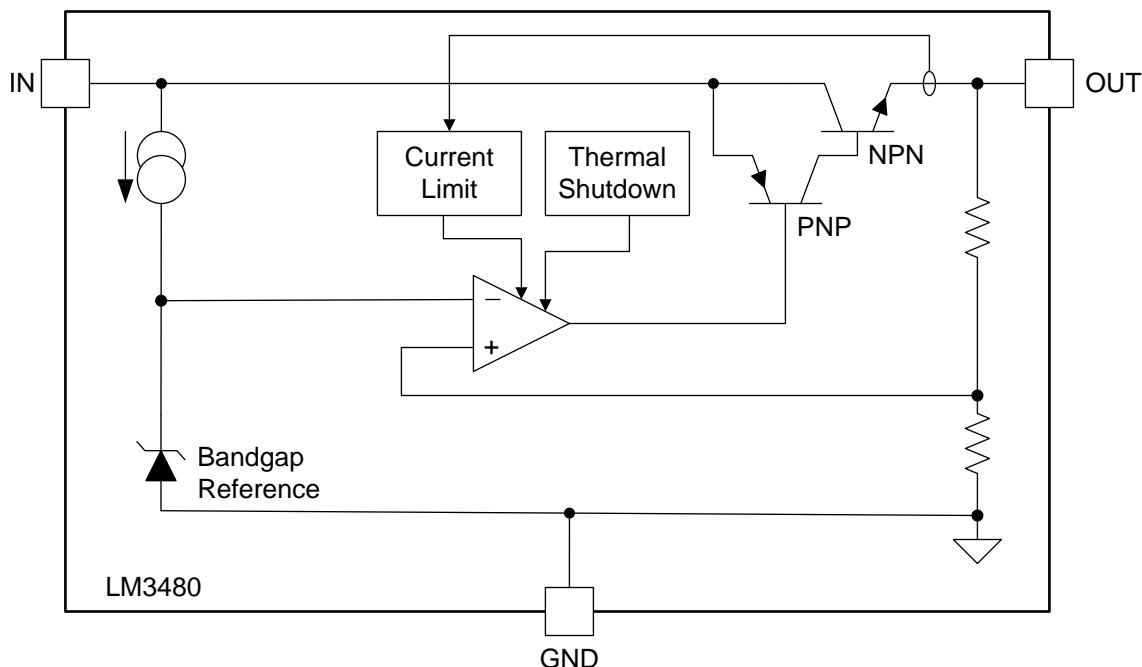 IN
OUT
Current
Limit
Thermal
Shutdown
NPN
PNP
−
+
Bandgap
Reference
LM3480
GND